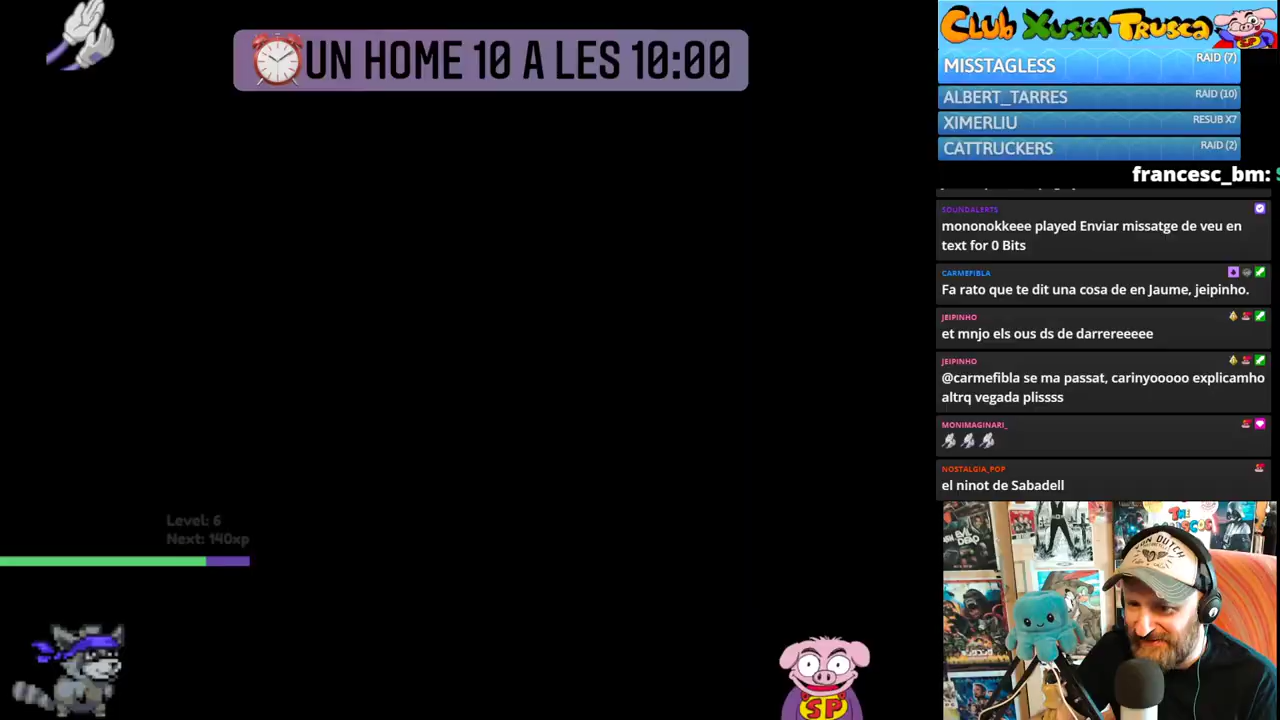 UN HOME 10 A LES 10:00
Club Xusca Trusca
MISSTAGLESS RAID (7)
ALBERT_TARRES RAID (10)
XIMERLIU RESUB X7
CATTRUCKERS RAID (2)
francesc_bm:
SOUNDALERTS
mononokkeee played Enviar missatge de veu en
text for 0 Bits
CARMEFIBLA
Fa rato que te dit una cosa de en Jaume, jeipinho.
JEIPINHO
et mnjo els ous ds de darrereeeee
JEIPINHO
@carmefibla se ma passat, carinyooooo explicamho
altrq vegada plissss
MONIMAGINARI_
NOSTALGIA_POP
el ninot de Sabadell
Level: 6
Next: 140xp
THE
VON DUTCH
SP